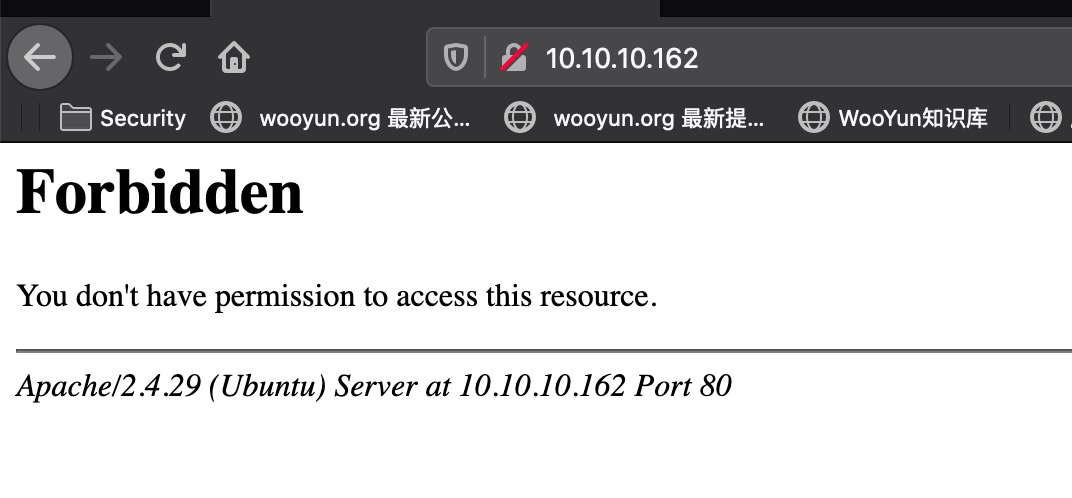 10.10.10.162
Security wooyun.org 最新公... wooyun.org 最新提... WooYun知识库
Forbidden
You don't have permission to access this resource.
Apache/2.4.29 (Ubuntu) Server at 10.10.10.162 Port 80